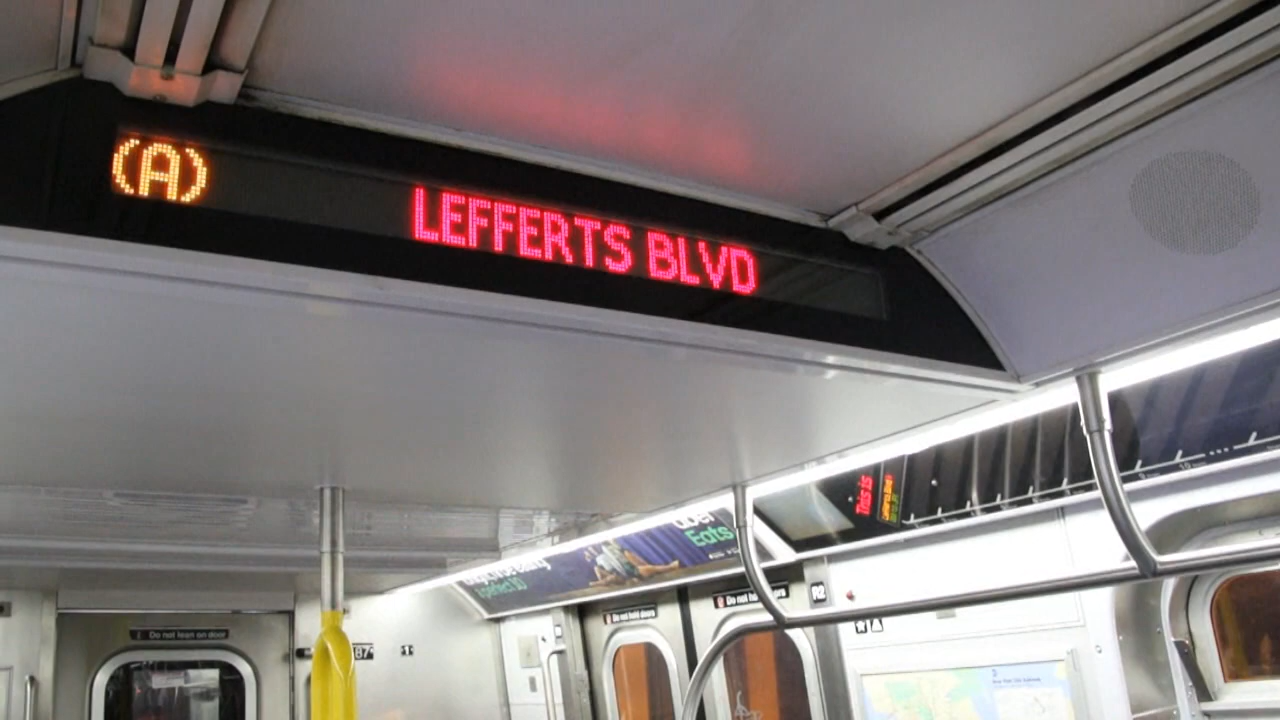 (A) LEFFERTS BLVD
This is
uber
Eats
Do not hold doors
Do not hold doors
R2
Do not lean on door